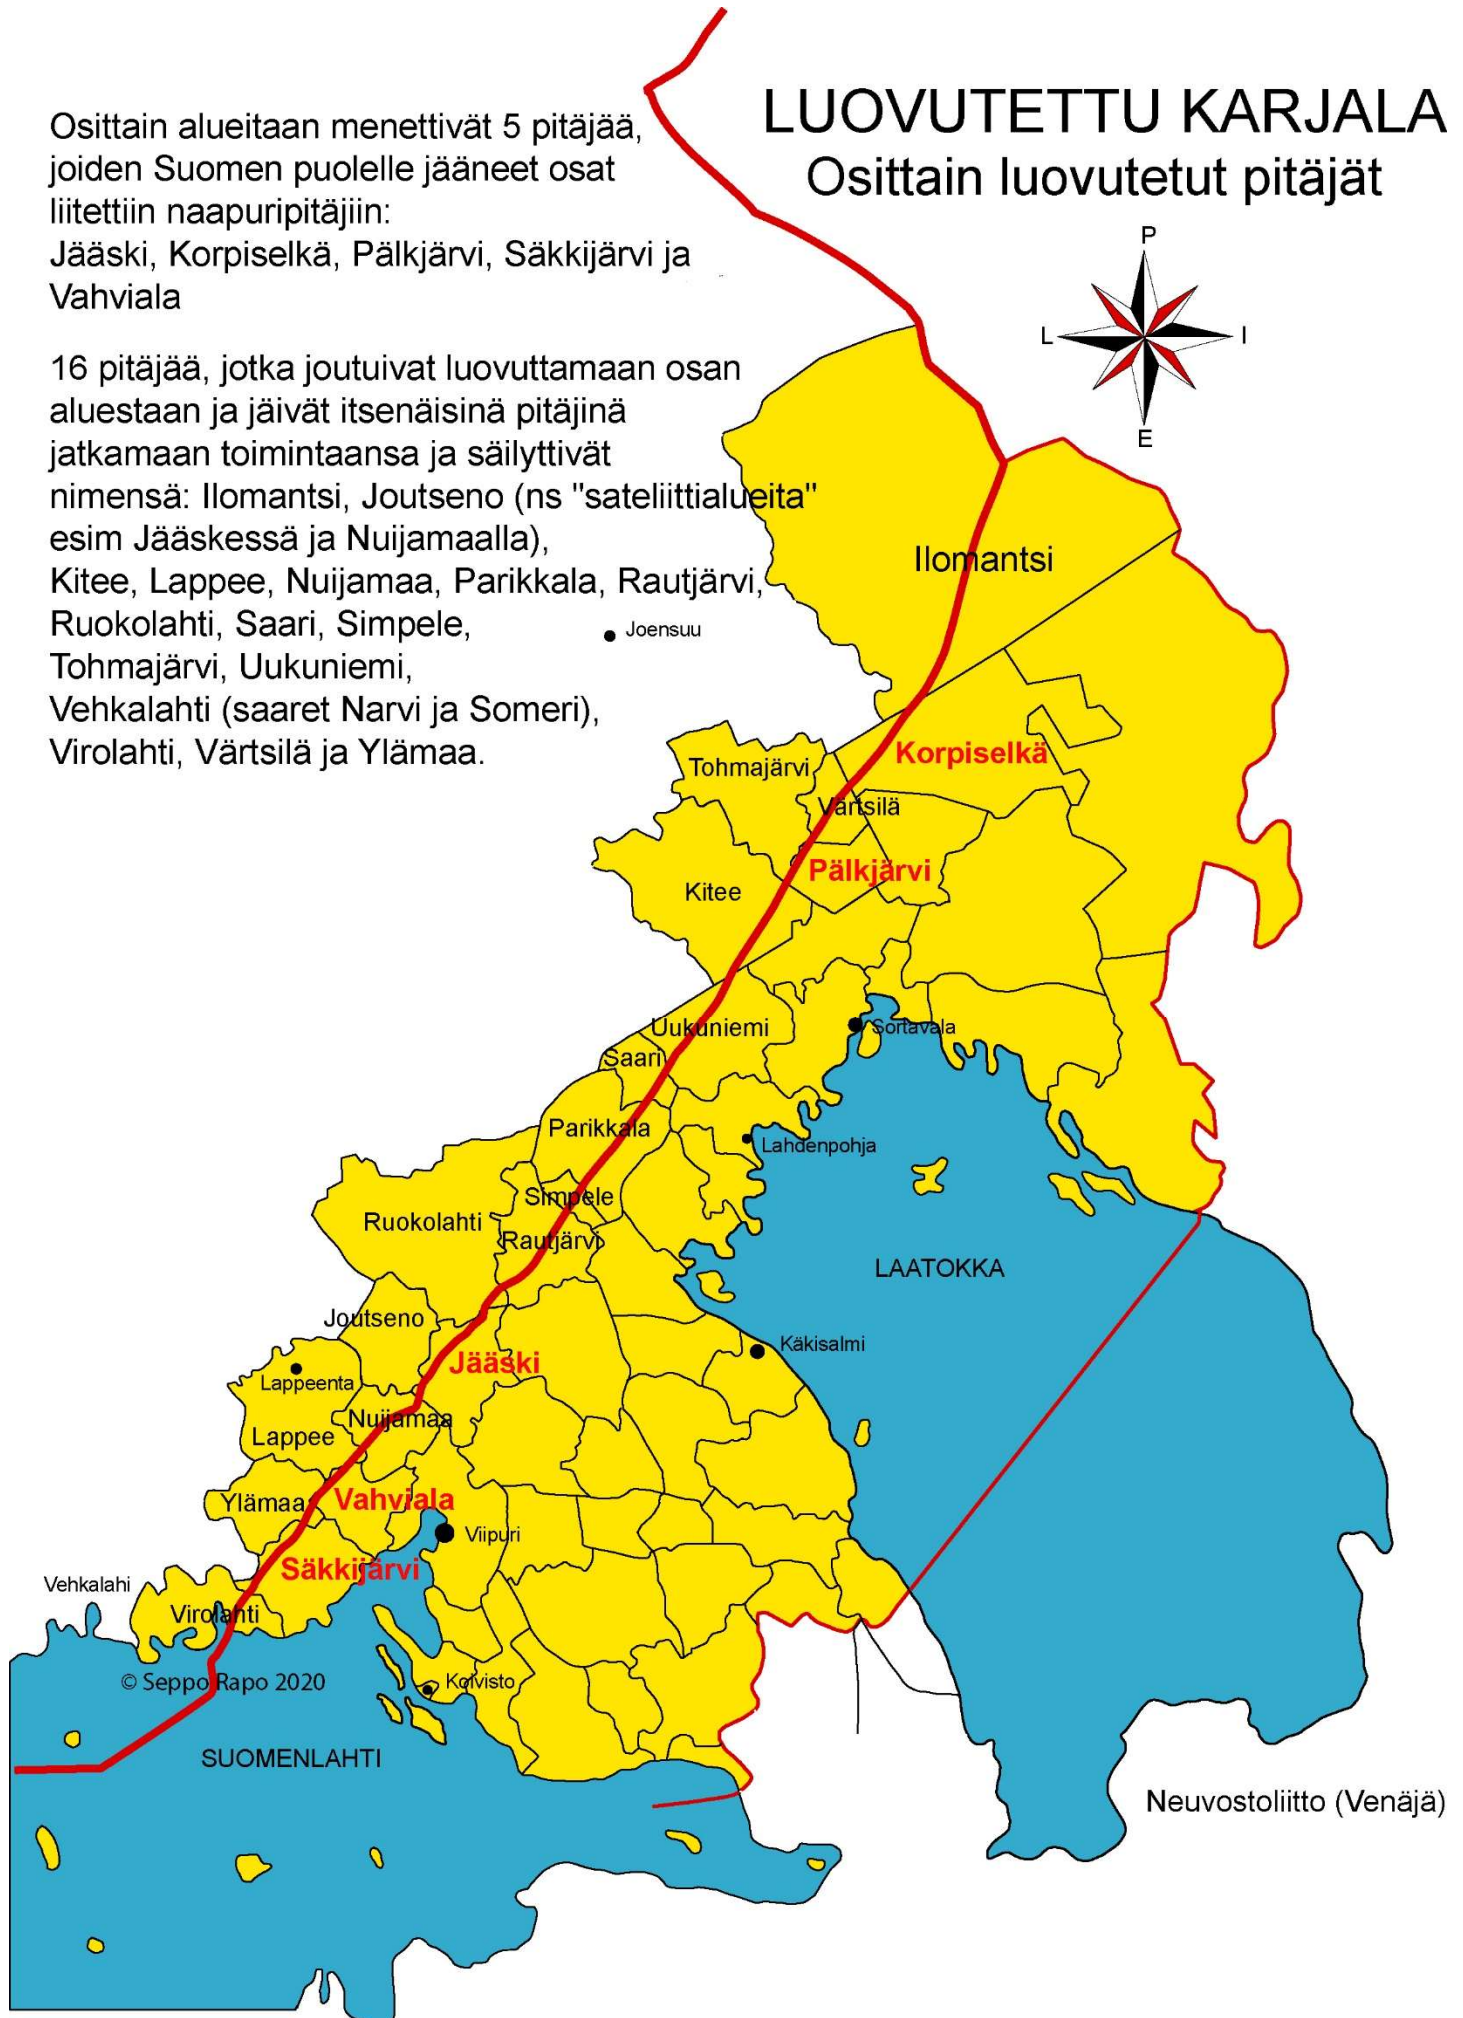 LUOVUTETTU KARJALA
Osittain luovutetut pitäjät
Osittain alueitaan menettivät 5 pitäjää,
joiden Suomen puolelle jääneet osat
liitettiin naapuripitäjiin:
Jääski, Korpiselkä, Pälkjärvi, Säkkijärvi ja
Vahviala
16 pitäjää, jotka joutuivat luovuttamaan osan
aluestaan ja jäivät itsenäisinä pitäjinä
jatkamaan toimintaansa ja säilyttivät
nimensä: Ilomantsi, Joutseno (ns "sateliittialueita"
esim Jääskessä ja Nuijamaalla),
Kitee, Lappee, Nuijamaa, Parikkala, Rautjärvi,
Ruokolahti, Saari, Simpele,
Tohmajärvi, Uukuniemi,
Vehkalahti (saaret Narvi ja Someri),
Virolahti, Värtsilä ja Ylämaa.
P
L
I
E
Ilomantsi
Joensuu
Korpiselkä
Tohmajärvi
Värtsilä
Pälkjärvi
Kitee
Uukuniemi
Sortavala
Saari
Parikkala
Lahdenpohja
Simpele
Ruokolahti
Rautjärvi
LAATOKKA
Joutseno
Käkisalmi
Jääski
Lappeenta
Nuijamaa
Lappee
Ylämaa
Vahviala
Viipuri
Säkkijärvi
Vehkalahi
Virolahti
© Seppo Rapo 2020
Koivisto
SUOMENLAHTI
Neuvostoliitto (Venäjä)